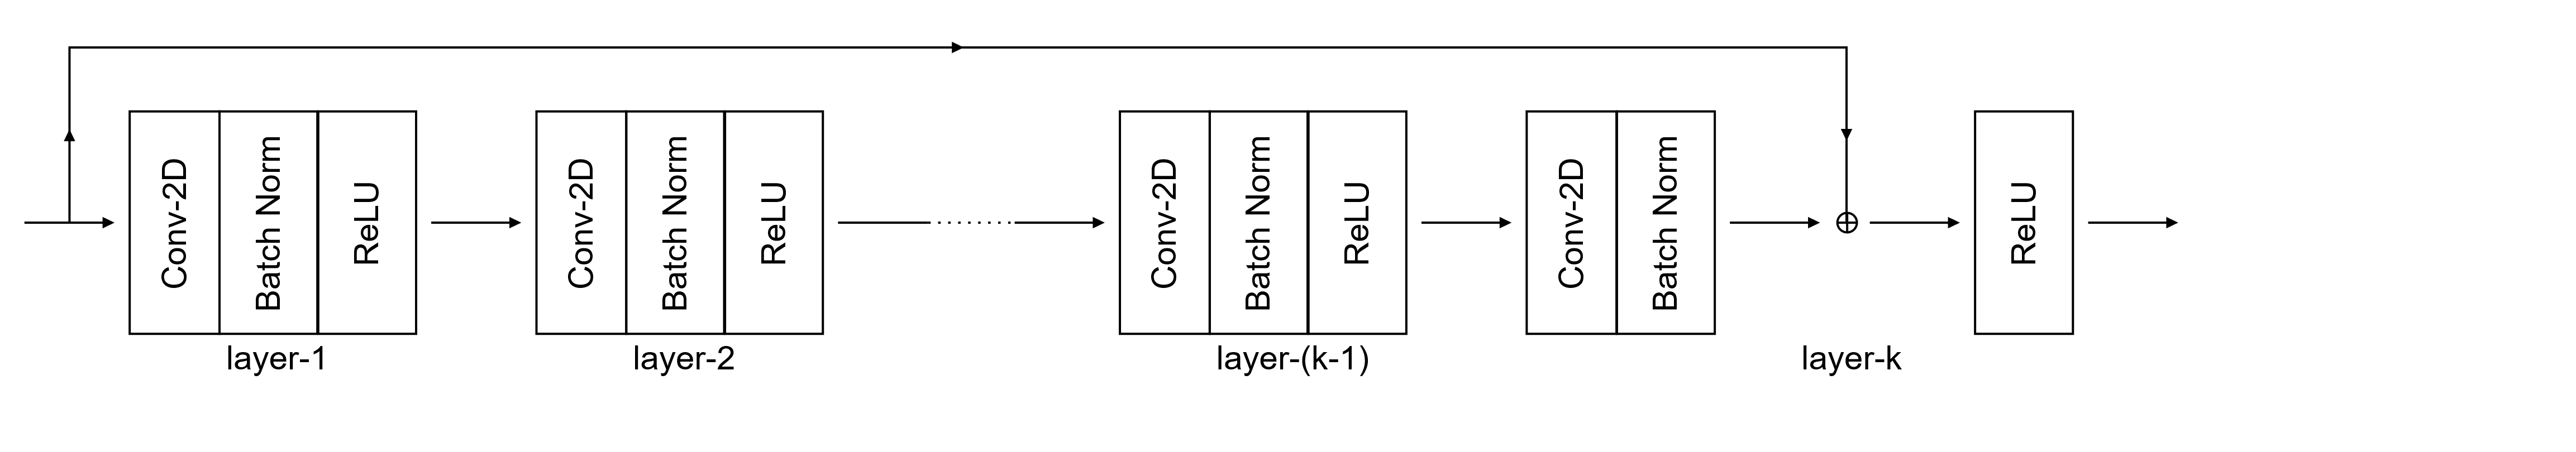 Conv-2D
Batch Norm
ReLU
layer-1
Conv-2D
Batch Norm
ReLU
layer-2
Conv-2D
Batch Norm
ReLU
layer-(k-1)
Conv-2D
Batch Norm
ReLU
layer-k